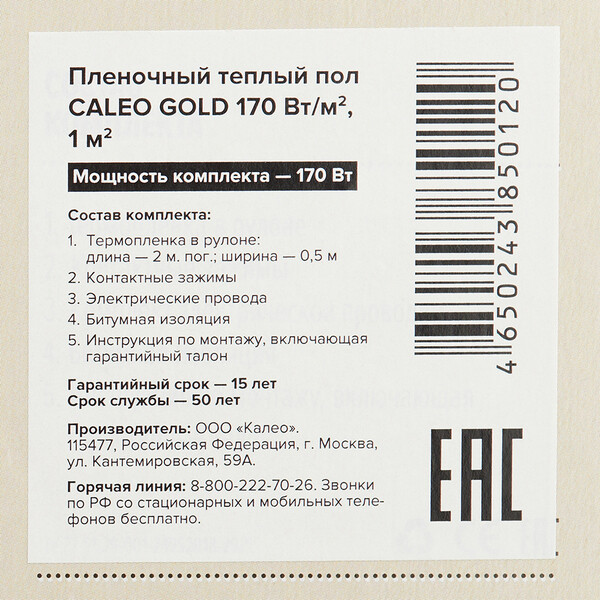 Пленочный теплый пол
CALEO GOLD 170 Вт/м²,
1 м²
Мощность комплекта — 170 Вт
Состав комплекта:
1. Термопленка в рулоне:
длина — 2 м. пог.; ширина — 0,5 м
2. Контактные зажимы
3. Электрические провода
4. Битумная изоляция
5. Инструкция по монтажу, включающая
гарантийный талон
Гарантийный срок — 15 лет
Срок службы — 50 лет
Производитель: ООО «Калео».
115477, Российская Федерация, г. Москва,
ул. Кантемировская, 59А.
Горячая линия: 8-800-222-70-26. Звонки
по РФ со стационарных и мобильных теле-
фонов бесплатно.
4 650243 850120
EAC